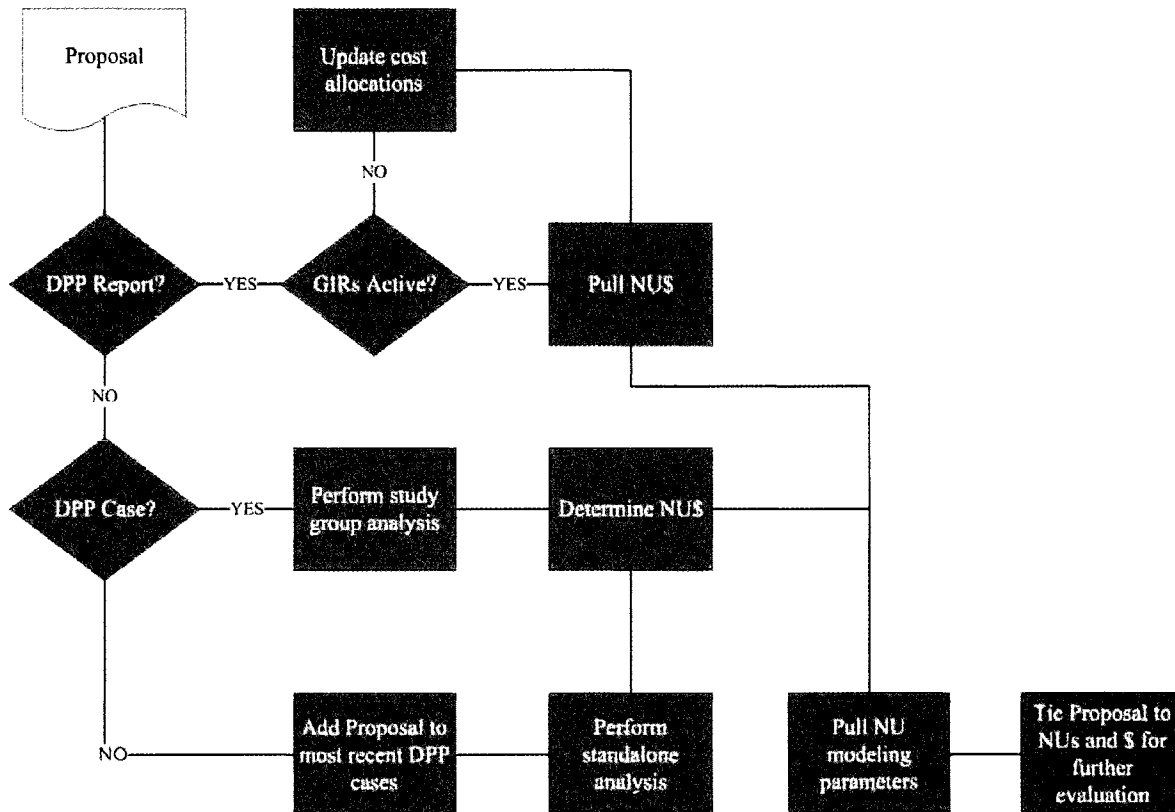 Proposal
Update cost
allocations
NO
DPP Report?
YES
GIRs Active?
YES
Pull NU$
NO
DPP Case?
YES
Perform study
group analysis
Determine NU$
NO
Add Proposal to
most recent DPP
cases
Perform
standalone
analysis
Pull NU
modeling
parameters
Tie Proposal to
NUs and $ for
further
evaluation